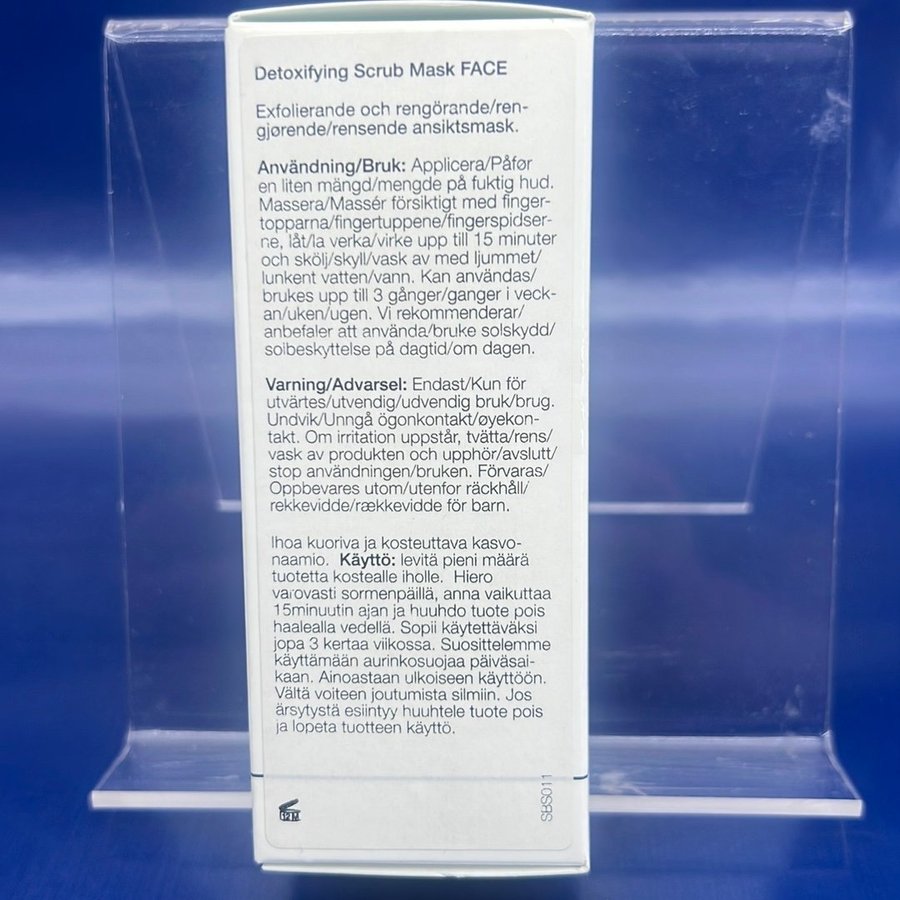 Detoxifying Scrub Mask FACE
Exfolierande och rengörande/ren-
gjørende/rensende ansiktsmask.
Användning/Bruk: Applicera/Påfør
en liten mängd/mengde på fuktig hud.
Massera/Massér försiktigt med finger-
topparna/fingertuppene/fingerspidser-
ne, låt/la verka/virke upp till 15 minuter
och skölj/skyll/vask av med ljummet/
lunkent vatten/vann. Kan användas/
brukes upp till 3 gånger/ganger i veck-
an/uken/ugen. Vi rekommenderar/
anbefaler att använda/bruke solskydd/
solbeskyttelse på dagtid/om dagen.
Varning/Advarsel: Endast/Kun för
utvärtes/utvendig/udvendig bruk/brug.
Undvik/Unngå ögonkontakt/øyekon-
takt. Om irritation uppstår, tvätta/rens/
vask av produkten och upphör/avslutt/
stop användningen/bruken. Förvaras/
Oppbevares utom/utenfor räckhåll/
rekkevidde/rækkevidde för barn.
Ihoa kuoriva ja kosteuttava kasvo-
naamio. Käyttö: levitä pieni määrä
tuotetta kostealle iholle. Hiero
varovasti sormenpäillä, anna vaikuttaa
15minuutin ajan ja huuhdo tuote pois
haalealla vedellä. Sopii käytettäväksi
jopa 3 kertaa viikossa. Suosittelemme
käyttämään aurinkosuojaa päiväsai-
kaan. Ainoastaan ulkoiseen käyttöön.
Vältä voiteen joutumista silmiin. Jos
ärsytystä esiintyy huuhtele tuote pois
ja lopeta tuotteen käyttö.
12 M
SBS011